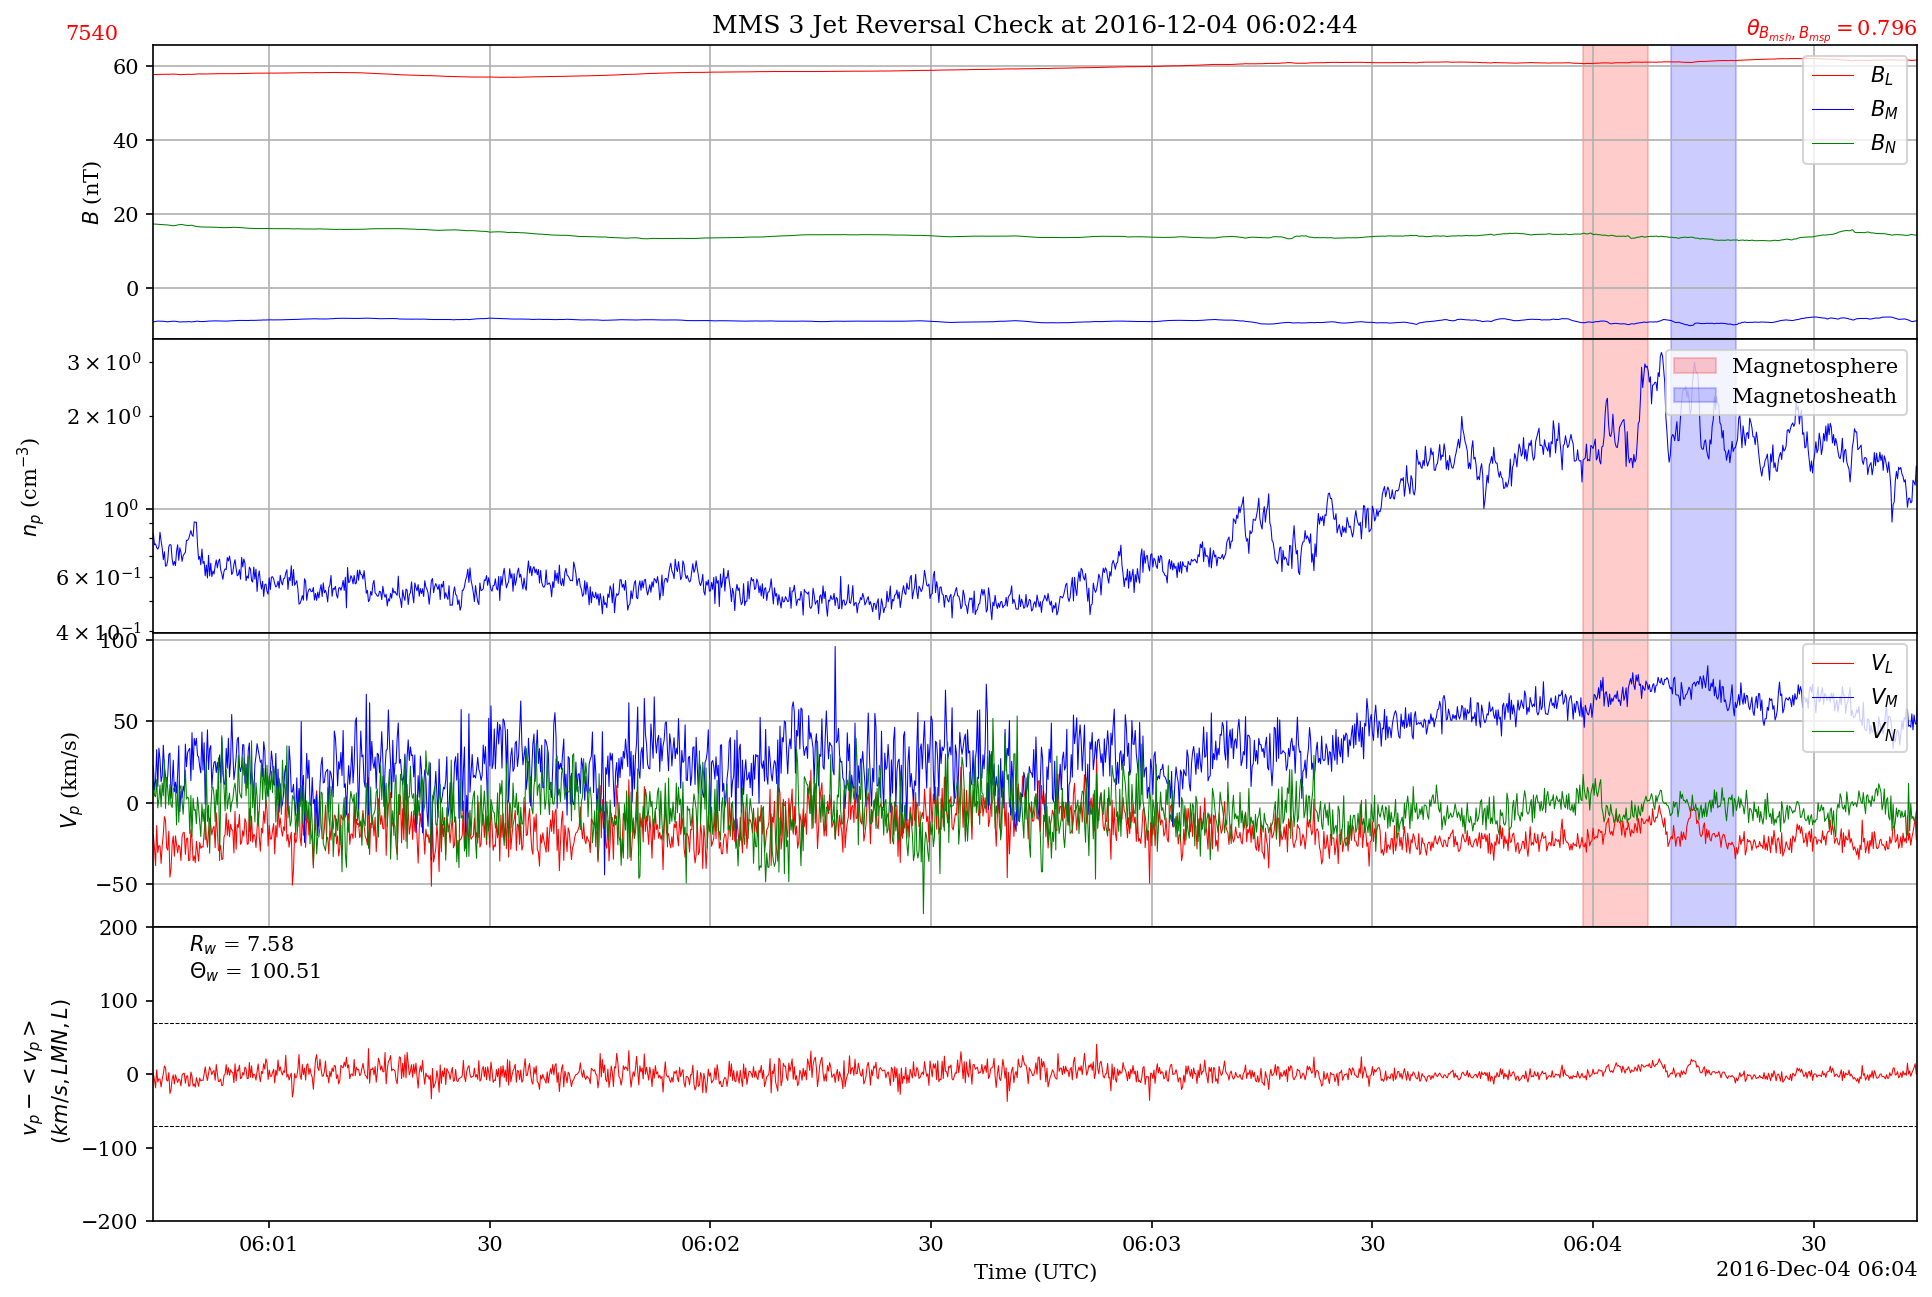 7540
MMS 3 Jet Reversal Check at 2016-12-04 06:02:44
θ_{B_{msh}, B_{msp}} = 0.796
60
40
20
0
B (nT)
B_L
B_M
B_N
3 × 10^0
2 × 10^0
10^0
6 × 10^{-1}
4 × 10^{-1}
n_p (cm^{-3})
Magnetosphere
Magnetosheath
100
50
0
−50
V_p (km/s)
V_L
V_M
V_N
200
100
0
−100
−200
v_p − < v_p >
(km/s, LMN, L)
R_w = 7.58
Θ_w = 100.51
06:01 30 06:02 30 06:03 30 06:04 30
Time (UTC)
2016-Dec-04 06:04